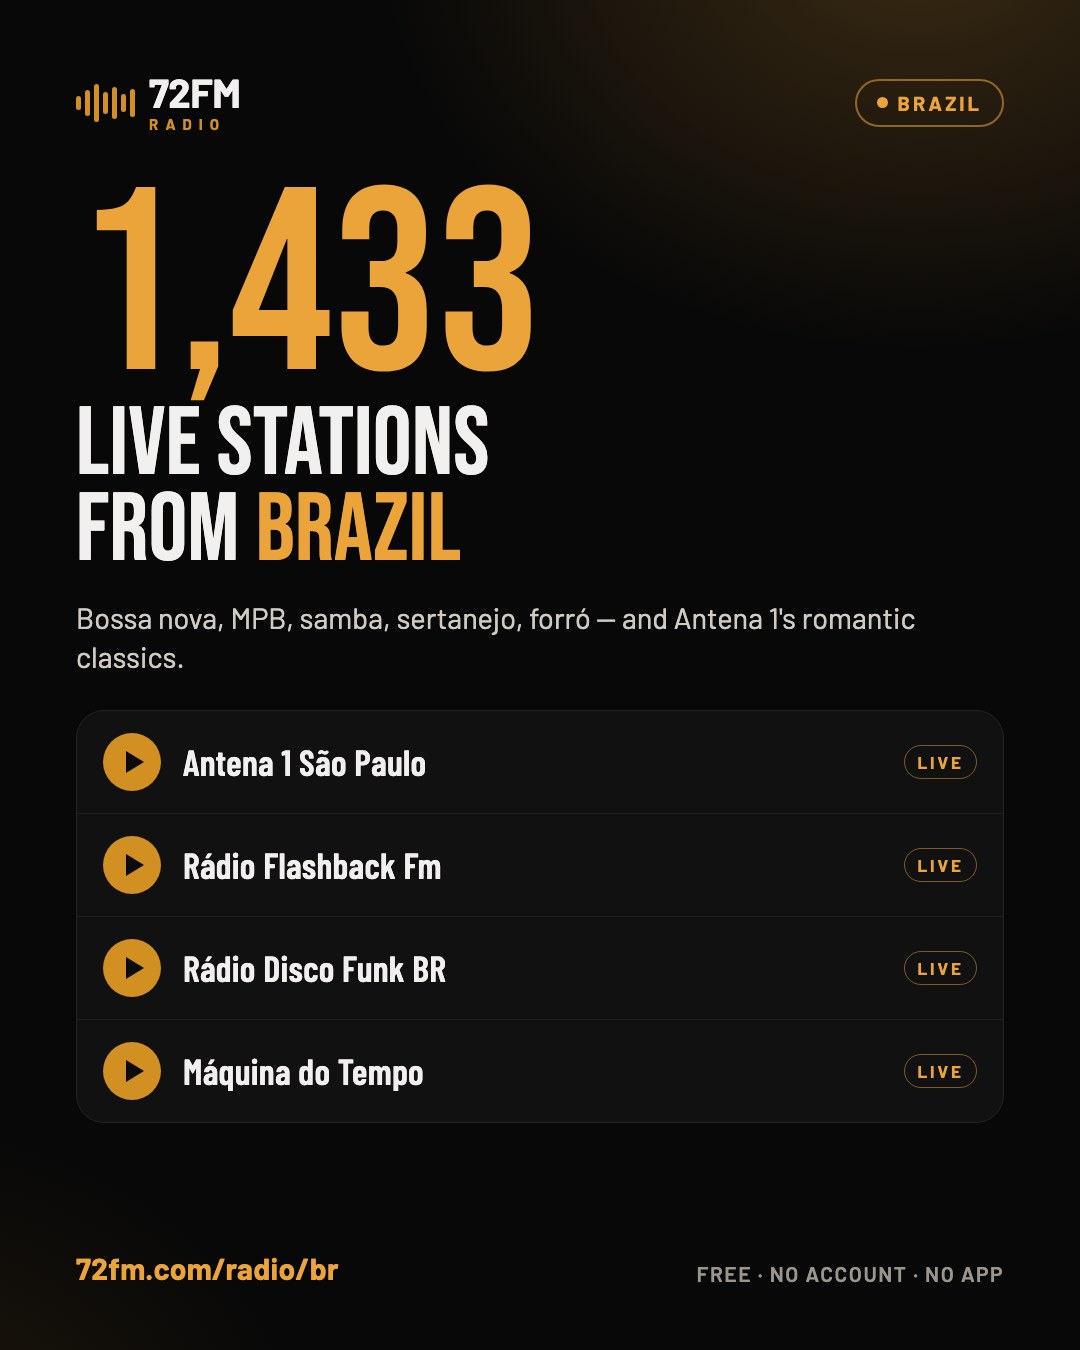 72FM
RADIO
BRAZIL
1,433
LIVE STATIONS
FROM BRAZIL
Bossa nova, MPB, samba, sertanejo, forró — and Antena 1's romantic
classics.
Antena 1 São Paulo
LIVE
Rádio Flashback Fm
LIVE
Rádio Disco Funk BR
LIVE
Máquina do Tempo
LIVE
72fm.com/radio/br
FREE · NO ACCOUNT · NO APP